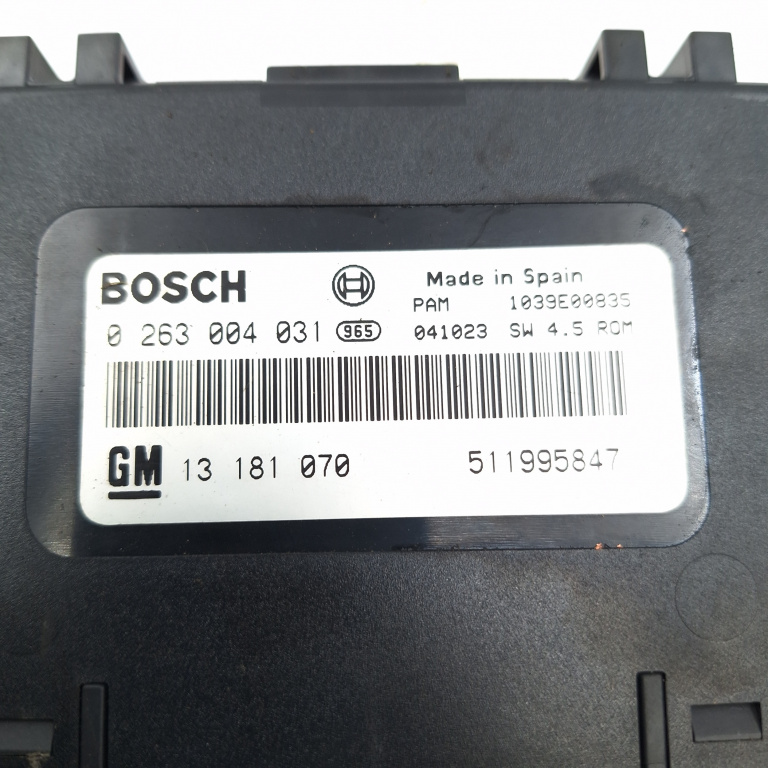 BOSCH Made in Spain
PAM 1039E00835
0 263 004 031 965 041023 SW 4.5 ROM
GM 13 181 070 511995847